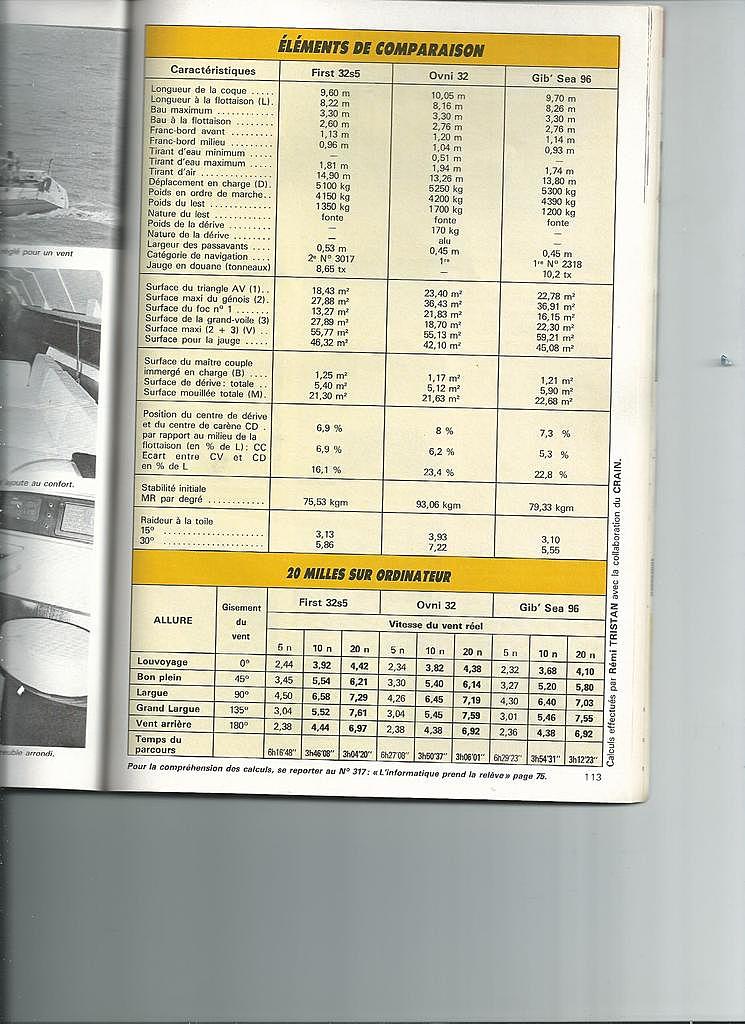 ÉLÉMENTS DE COMPARAISON
Caractéristiques First 32s5 Ovni 32 Gib' Sea 96
Longueur de la coque ..... 9,60 m 10,05 m 9,70 m
Longueur à la flottaison (L). 8,22 m 8,16 m 8,26 m
Bau maximum ........ 3,30 m 3,30 m 3,30 m
Bau à la flottaison ........ 2,60 m 2,76 m 2,76 m
Franc-bord avant ........ 1,13 m 1,20 m 1,14 m
Franc-bord milieu ........ 0,96 m 1,04 m 0,93 m
Tirant d'eau minimum .... — 0,51 m —
Tirant d'eau maximum .... 1,81 m 1,94 m 1,74 m
Tirant d'air ............... 14,90 m 13,26 m 13,80 m
Déplacement en charge (D). 5100 kg 5250 kg 5300 kg
Poids en ordre de marche.. 4150 kg 4200 kg 4390 kg
Poids du lest ............. 1350 kg 1700 kg 1200 kg
Nature du lest ............ fonte fonte fonte
Poids de la dérive ......... — 170 kg —
Nature de la dérive ....... — alu —
Largeur des passavants .... 0,53 m 0,45 m 0,45 m
Catégorie de navigation .... 2e N° 3017 1re 1re N° 2318
Jauge en douane (tonneaux) 8,65 tx — 10,2 tx
Surface du triangle AV (1).. 18,43 m² 23,40 m² 22,78 m²
Surface maxi du génois (2). 27,88 m² 36,43 m² 36,91 m²
Surface du foc n° 1 ....... 13,27 m² 21,83 m² 16,15 m²
Surface de la grand-voile (3) 27,89 m² 18,70 m² 22,30 m²
Surface maxi (2 + 3) (V) .. 55,77 m² 55,13 m² 59,21 m²
Surface pour la jauge ..... 46,32 m² 42,10 m² 45,08 m²
Surface du maître couple
immergé en charge (B) .... 1,25 m² 1,17 m² 1,21 m²
Surface de dérive: totale .. 5,40 m² 5,12 m² 5,90 m²
Surface mouillée totale (M). 21,30 m² 21,63 m² 22,68 m²
Position du centre de dérive
et du centre de carène CD . 6,9 % 8 % 7,3 %
par rapport au milieu de la
flottaison (en % de L): CC 6,9 % 6,2 % 5,3 %
Ecart entre CV et CD
en % de L 16,1 % 23,4 % 22,8 %
Stabilité initiale
MR par degré ............ 75,53 kgm 93,06 kgm 79,33 kgm
Raideur à la toile
15° ..................... 3,13 3,93 3,10
30° ..................... 5,86 7,22 5,55
20 MILLES SUR ORDINATEUR
ALLURE Gisement du vent First 32s5 Ovni 32 Gib' Sea 96
Vitesse du vent réel
5 n 10 n 20 n 5 n 10 n 20 n 5 n 10 n 20 n
Louvoyage 0° 2,44 3,92 4,42 2,34 3,82 4,38 2,32 3,68 4,10
Bon plein 45° 3,45 5,54 6,21 3,30 5,40 6,14 3,27 5,20 5,80
Largue 90° 4,50 6,58 7,29 4,26 6,45 7,19 4,30 6,40 7,03
Grand Largue 135° 3,04 5,52 7,61 3,04 5,45 7,59 3,01 5,46 7,55
Vent arrière 180° 2,38 4,44 6,97 2,38 4,38 6,92 2,36 4,38 6,92
Temps du
parcours 6h16'48" 3h46'08" 3h04'20" 6h27'08" 3h50'37" 3h06'01" 6h29'23" 3h54'31" 3h12'23"
Pour la compréhension des calculs, se reporter au N° 317: «L'informatique prend la relève» page 75.
113
Calculs effectués par Rémi TRISTAN avec la collaboration du CRAIN.
pour un vent
ajoute au confort.
arrondi.